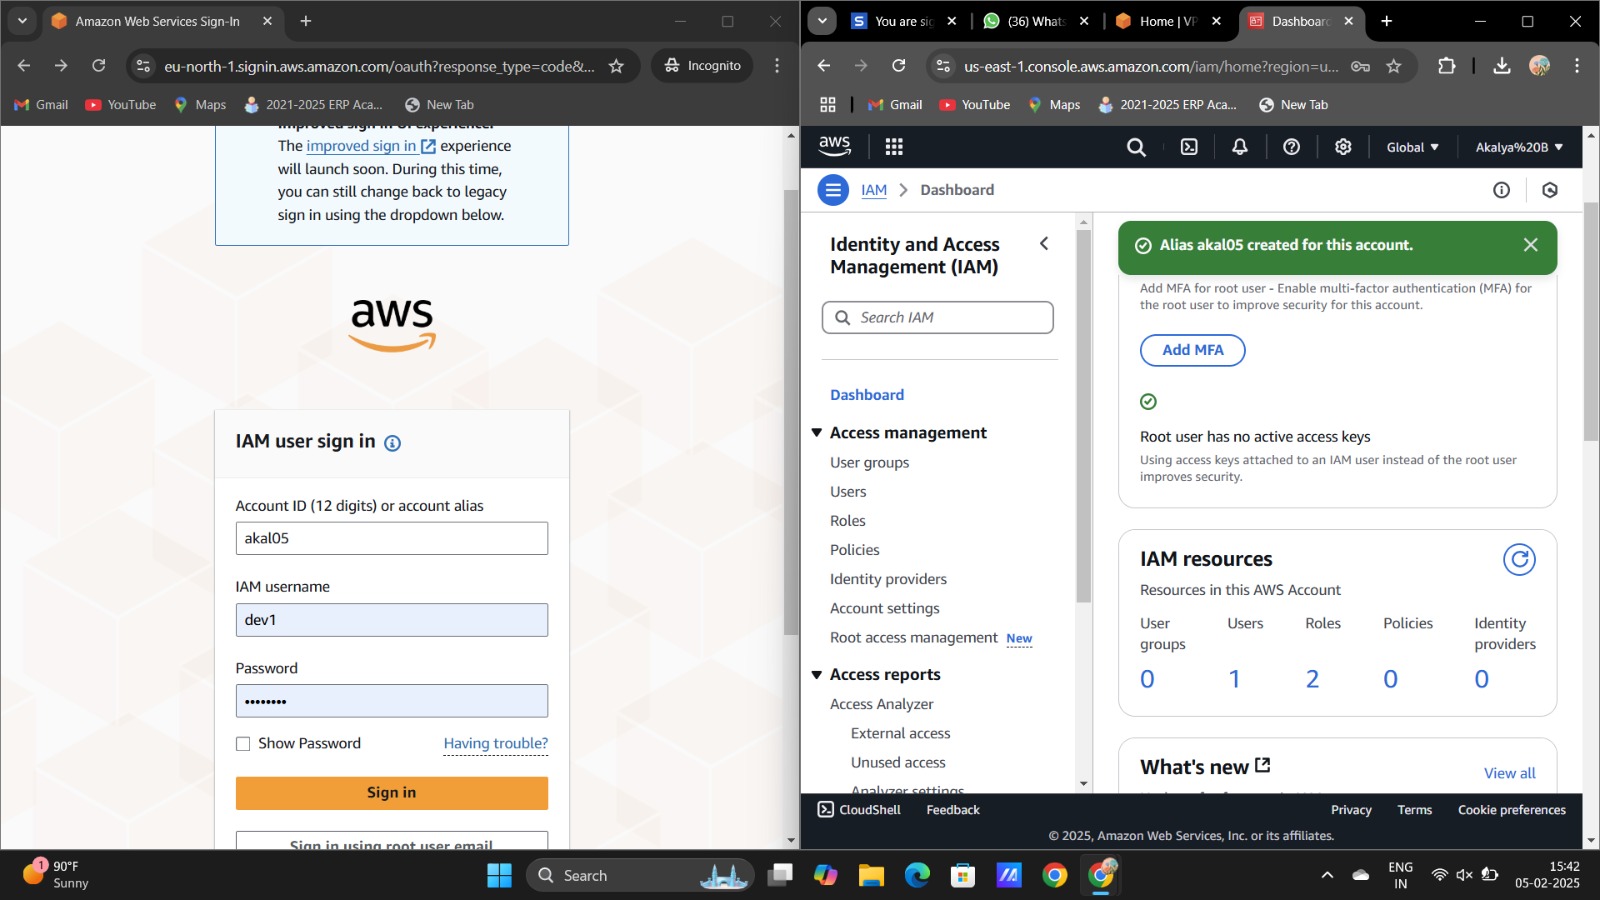 Amazon Web Services Sign-In
eu-north-1.signin.aws.amazon.com/oauth?response_type=code&...
Incognito
Gmail
YouTube
Maps
2021-2025 ERP Aca...
New Tab
Improved sign in UI experience:
The improved sign in experience
will launch soon. During this time,
you can still change back to legacy
sign in using the dropdown below.
aws
IAM user sign in
Account ID (12 digits) or account alias
akal05
IAM username
dev1
Password
••••••••
Show Password
Having trouble?
Sign in
Sign in using root user email
You are sig
(36) Whats
Home | VP
Dashboard
us-east-1.console.aws.amazon.com/iam/home?region=u...
Gmail
YouTube
Maps
2021-2025 ERP Aca...
New Tab
aws
Global
Akalya%20B
IAM
Dashboard
Identity and Access
Management (IAM)
Search IAM
Dashboard
Access management
User groups
Users
Roles
Policies
Identity providers
Account settings
Root access management New
Access reports
Access Analyzer
External access
Unused access
Analyzer settings
Alias akal05 created for this account.
Add MFA for root user - Enable multi-factor authentication (MFA) for
the root user to improve security for this account.
Add MFA
Root user has no active access keys
Using access keys attached to an IAM user instead of the root user
improves security.
IAM resources
Resources in this AWS Account
User groups
Users
Roles
Policies
Identity providers
0
1
2
0
0
What's new
View all
CloudShell
Feedback
Privacy
Terms
Cookie preferences
© 2025, Amazon Web Services, Inc. or its affiliates.
1
90°F
Sunny
Search
ENG
IN
15:42
05-02-2025